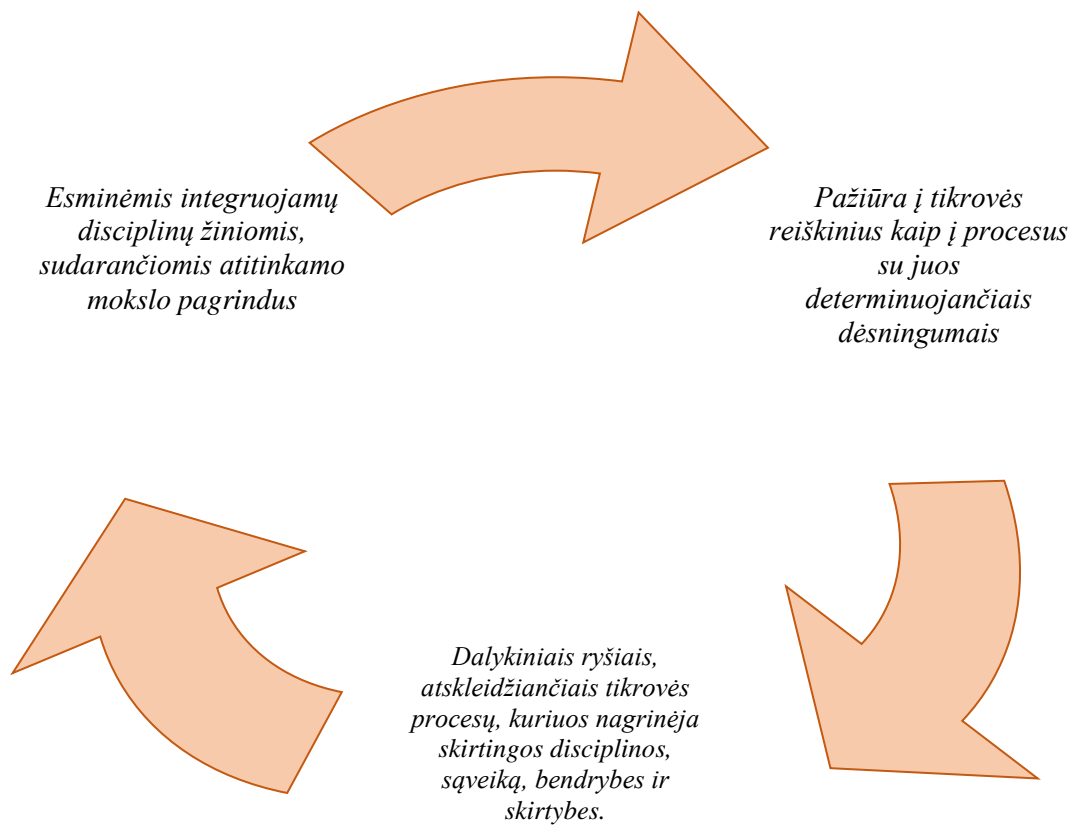 Esminėmis integruojamų
disciplinų žiniomis,
sudarančiomis atitinkamo
mokslo pagrindus
Pažiūra į tikrovės
reiškinius kaip į procesus
su juos
determinuojančiais
dėsningumais
Dalykiniais ryšiais,
atskleidžiančiais tikrovės
procesų, kuriuos nagrinėja
skirtingos disciplinos,
sąveiką, bendrybes ir
skirtybes.